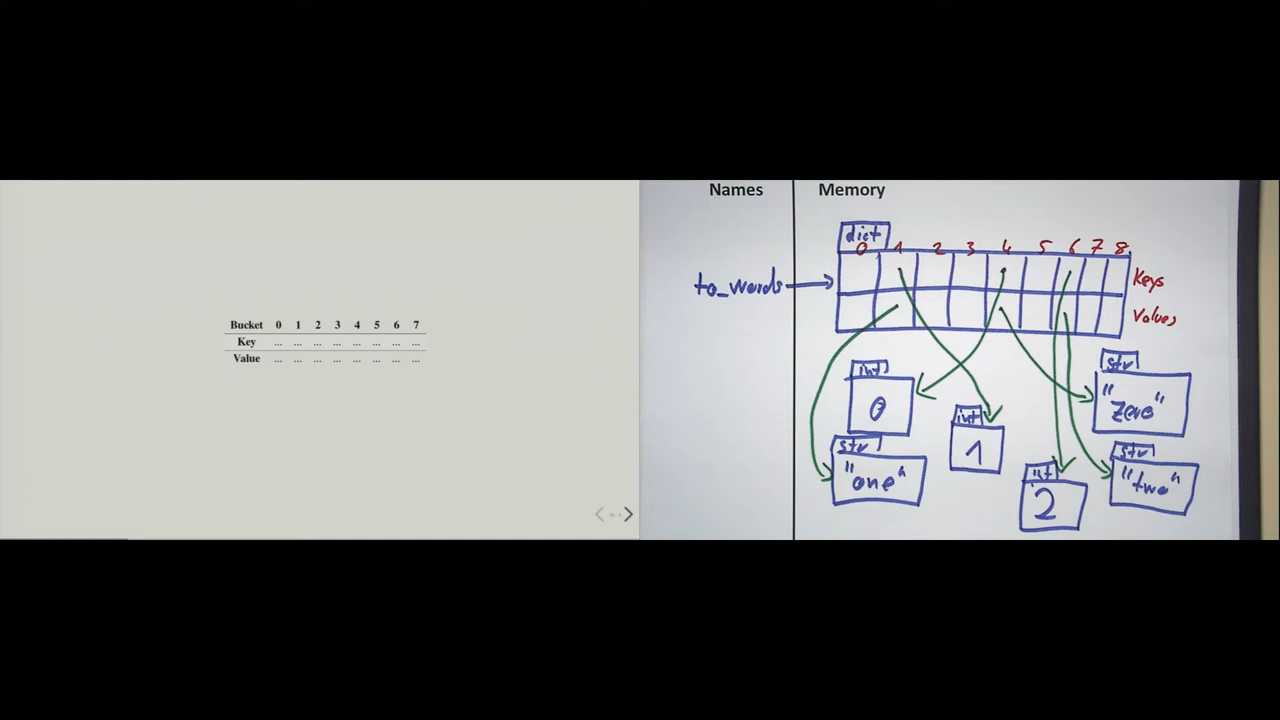 Bucket 0 1 2 3 4 5 6 7
Key ... ... ... ... ... ... ... ...
Value ... ... ... ... ... ... ... ...
Names Memory
dict
0 1 2 3 4 5 6 7 8
to_words
Keys
Values
int
0
str
"zero"
int
1
str
"one"
int
2
str
"two"